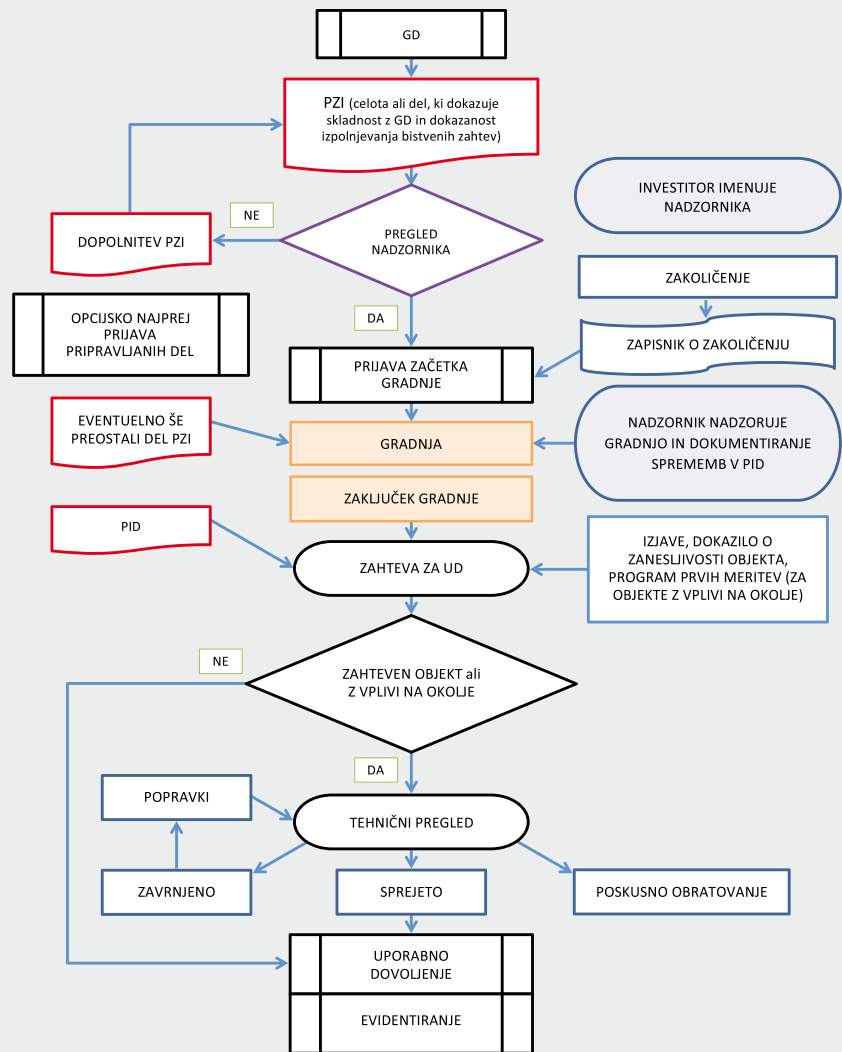 GD
PZI (celota ali del, ki dokazuje
skladnost z GD in dokazanost
izpolnjevanja bistvenih zahtev)
INVESTITOR IMENUJE
NADZORNIKA
NE
PREGLED
NADZORNIKA
DOPOLNITEV PZI
ZAKOLIČENJE
OPCIJSKO NAJPREJ
PRIJAVA
PRIPRAVLJANIH DEL
DA
ZAPISNIK O ZAKOLIČENJU
PRIJAVA ZAČETKA
GRADNJE
EVENTUELNO ŠE
PREOSTALI DEL PZI
GRADNJA
NADZORNIK NADZORUJE
GRADNJO IN DOKUMENTIRANJE
SPREMEMB V PID
ZAKLJUČEK GRADNJE
PID
ZAHTEVA ZA UD
IZJAVE, DOKAZILO O
ZANESLJIVOSTI OBJEKTA,
PROGRAM PRVIH MERITEV (ZA
OBJEKTE Z VPLIVI NA OKOLJE)
NE
ZAHTEVEN OBJEKT ali
Z VPLIVI NA OKOLJE
DA
POPRAVKI
TEHNIČNI PREGLED
ZAVRNJENO
SPREJETO
POSKUSNO OBRATOVANJE
UPORABNO
DOVOLJENJE
EVIDENTIRANJE